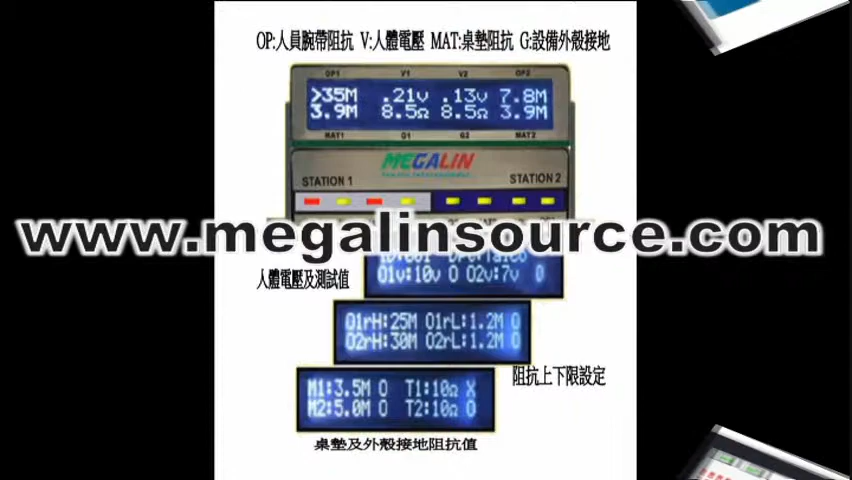 OP:人員腕帶阻抗 V:人體電壓 MAT:桌墊阻抗 G:設備外殼接地
OP1 V1 V2 OP2
>35M .21v .13v 7.8M
3.9M 8.5Ω 8.5Ω 3.9M
MAT1 G1 G2 MAT2
MEGALIN
STATION 1 STATION 2
www.megalinsource.com
O1v:10v O O2v:7v O
人體電壓及測試值
O1rH:25M O1rL:1.2M O
O2rH:30M O2rL:1.2M O
阻抗上下限設定
M1:3.5M O T1:10Ω X
M2:5.0M O T2:10Ω O
桌墊及外殼接地阻抗值